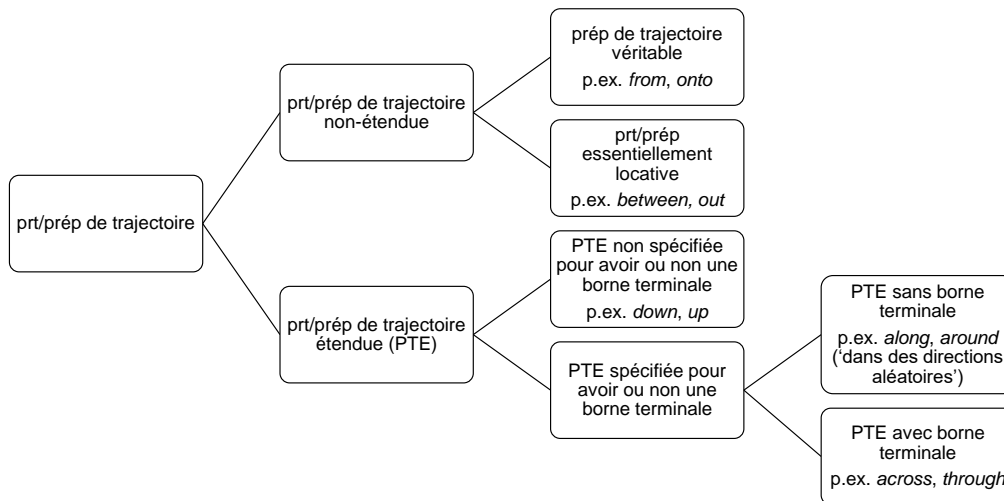 prt/prép de trajectoire
prt/prép de trajectoire
non-étendue
prép de trajectoire
véritable
p.ex. from, onto
prt/prép
essentiellement
locative
p.ex. between, out
prt/prép de trajectoire
étendue (PTE)
PTE non spécifiée
pour avoir ou non une
borne terminale
p.ex. down, up
PTE spécifiée pour
avoir ou non une
borne terminale
PTE sans borne
terminale
p.ex. along, around
(‘dans des directions
aléatoires’)
PTE avec borne
terminale
p.ex. across, through